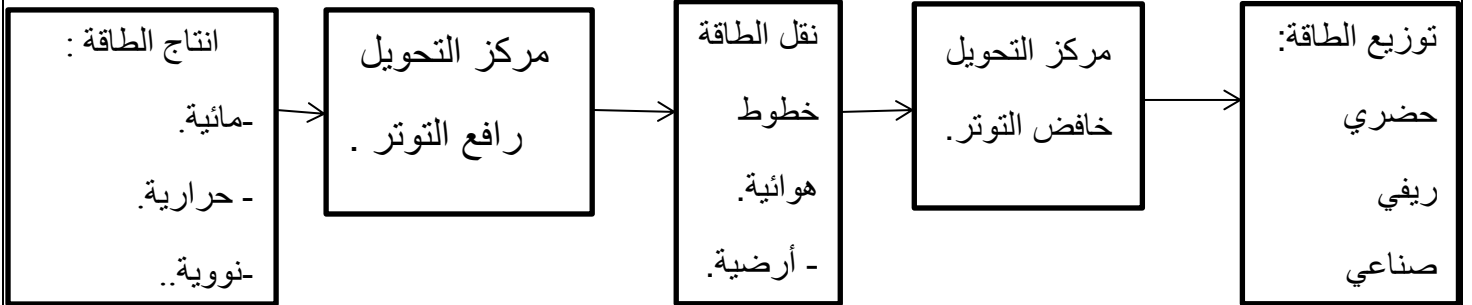 انتاج الطاقة :
-مائية.
- حرارية.
-نووية..
مركز التحويل
رافع التوتر .
نقل الطاقة
خطوط
هوائية.
- أرضية.
مركز التحويل
خافض التوتر.
توزيع الطاقة:
حضري
ريفي
صناعي